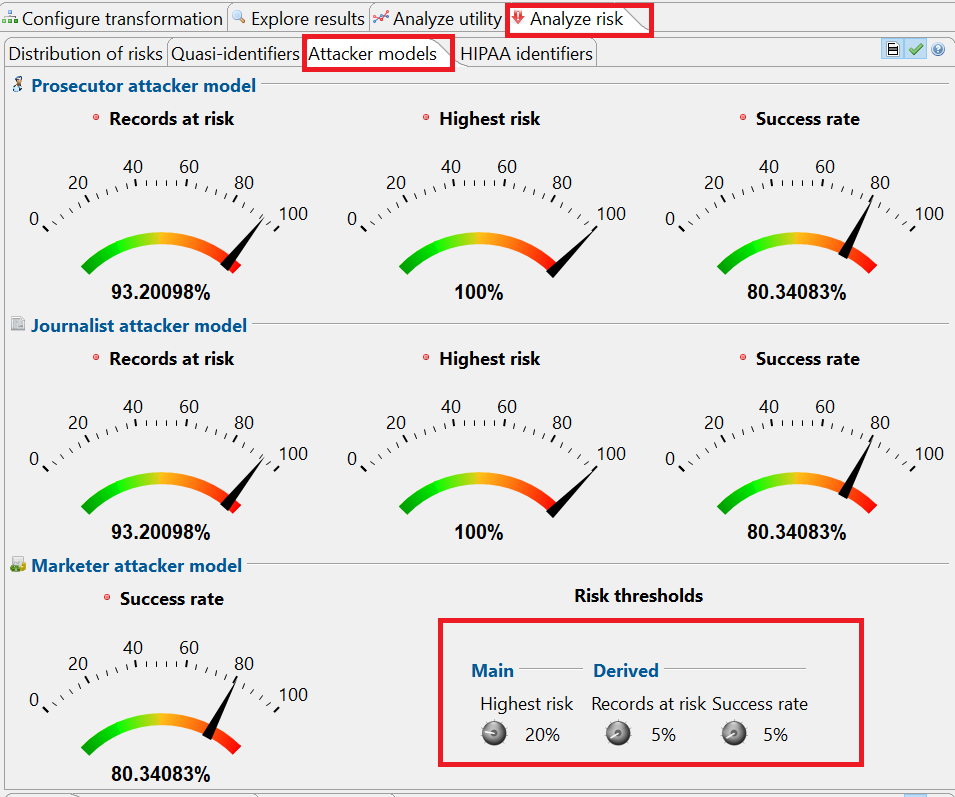 Configure transformation Explore results Analyze utility Analyze risk
Distribution of risks Quasi-identifiers Attacker models HIPAA identifiers
Prosecutor attacker model
Records at risk Highest risk Success rate
0 20 40 60 80 100 0 20 40 60 80 100 0 20 40 60 80 100
93.20098% 100% 80.34083%
Journalist attacker model
Records at risk Highest risk Success rate
0 20 40 60 80 100 0 20 40 60 80 100 0 20 40 60 80 100
93.20098% 100% 80.34083%
Marketer attacker model
Success rate
0 20 40 60 80 100
80.34083%
Risk thresholds
Main Derived
Highest risk Records at risk Success rate
20% 5% 5%